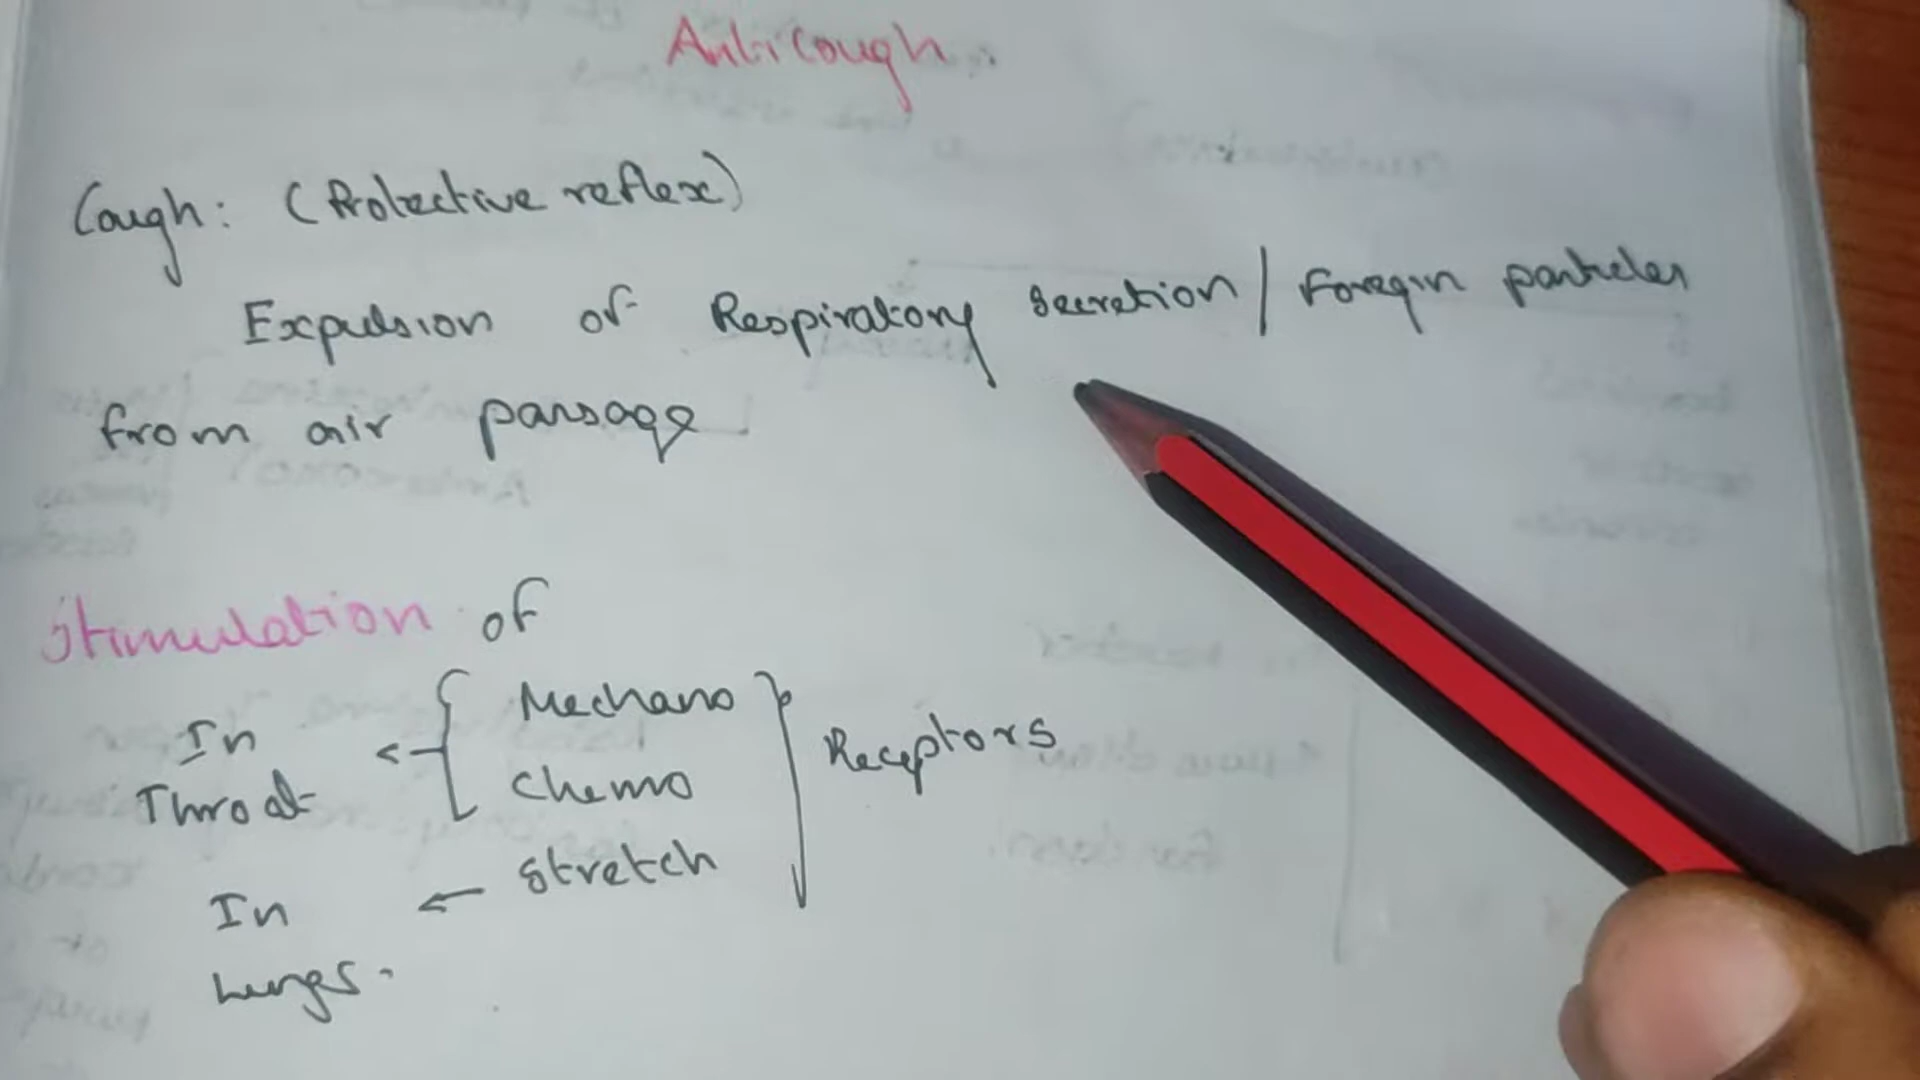 Anticough
Cough: (Protective reflex)
Expulsion of Respiratory secretion / Foregin particles
from air passage
Stimulation of
Mechano
In
Receptors
Chemo
Throat
Stretch
In
Lungs.